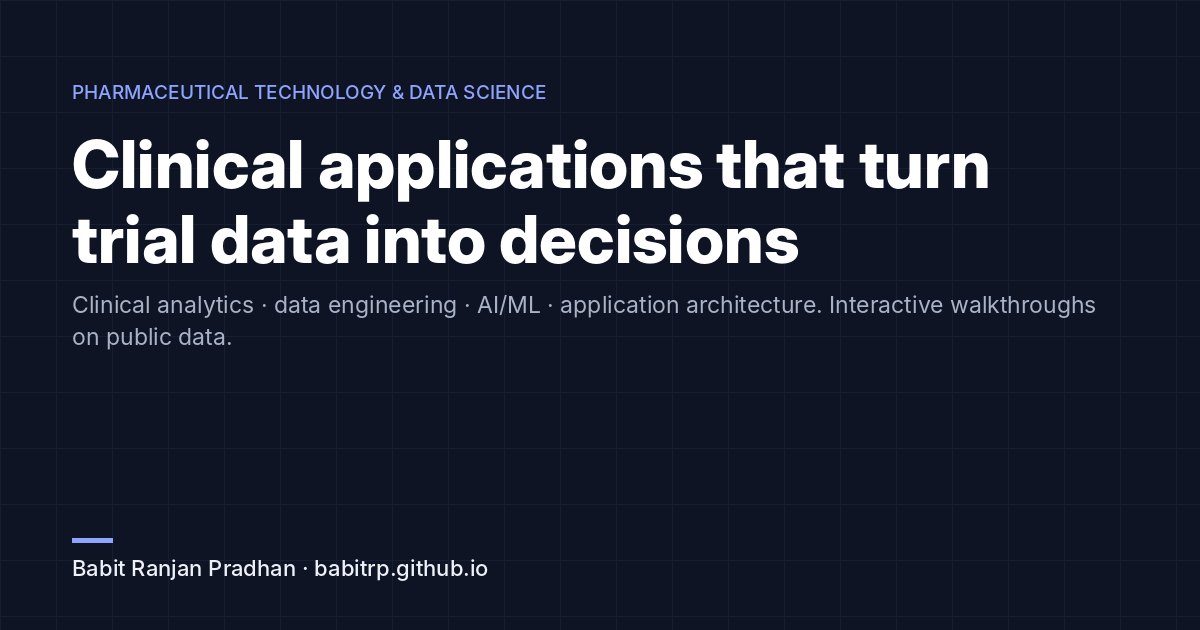 PHARMACEUTICAL TECHNOLOGY & DATA SCIENCE
Clinical applications that turn
trial data into decisions
Clinical analytics · data engineering · AI/ML · application architecture. Interactive walkthroughs
on public data.
Babit Ranjan Pradhan · babitrp.github.io